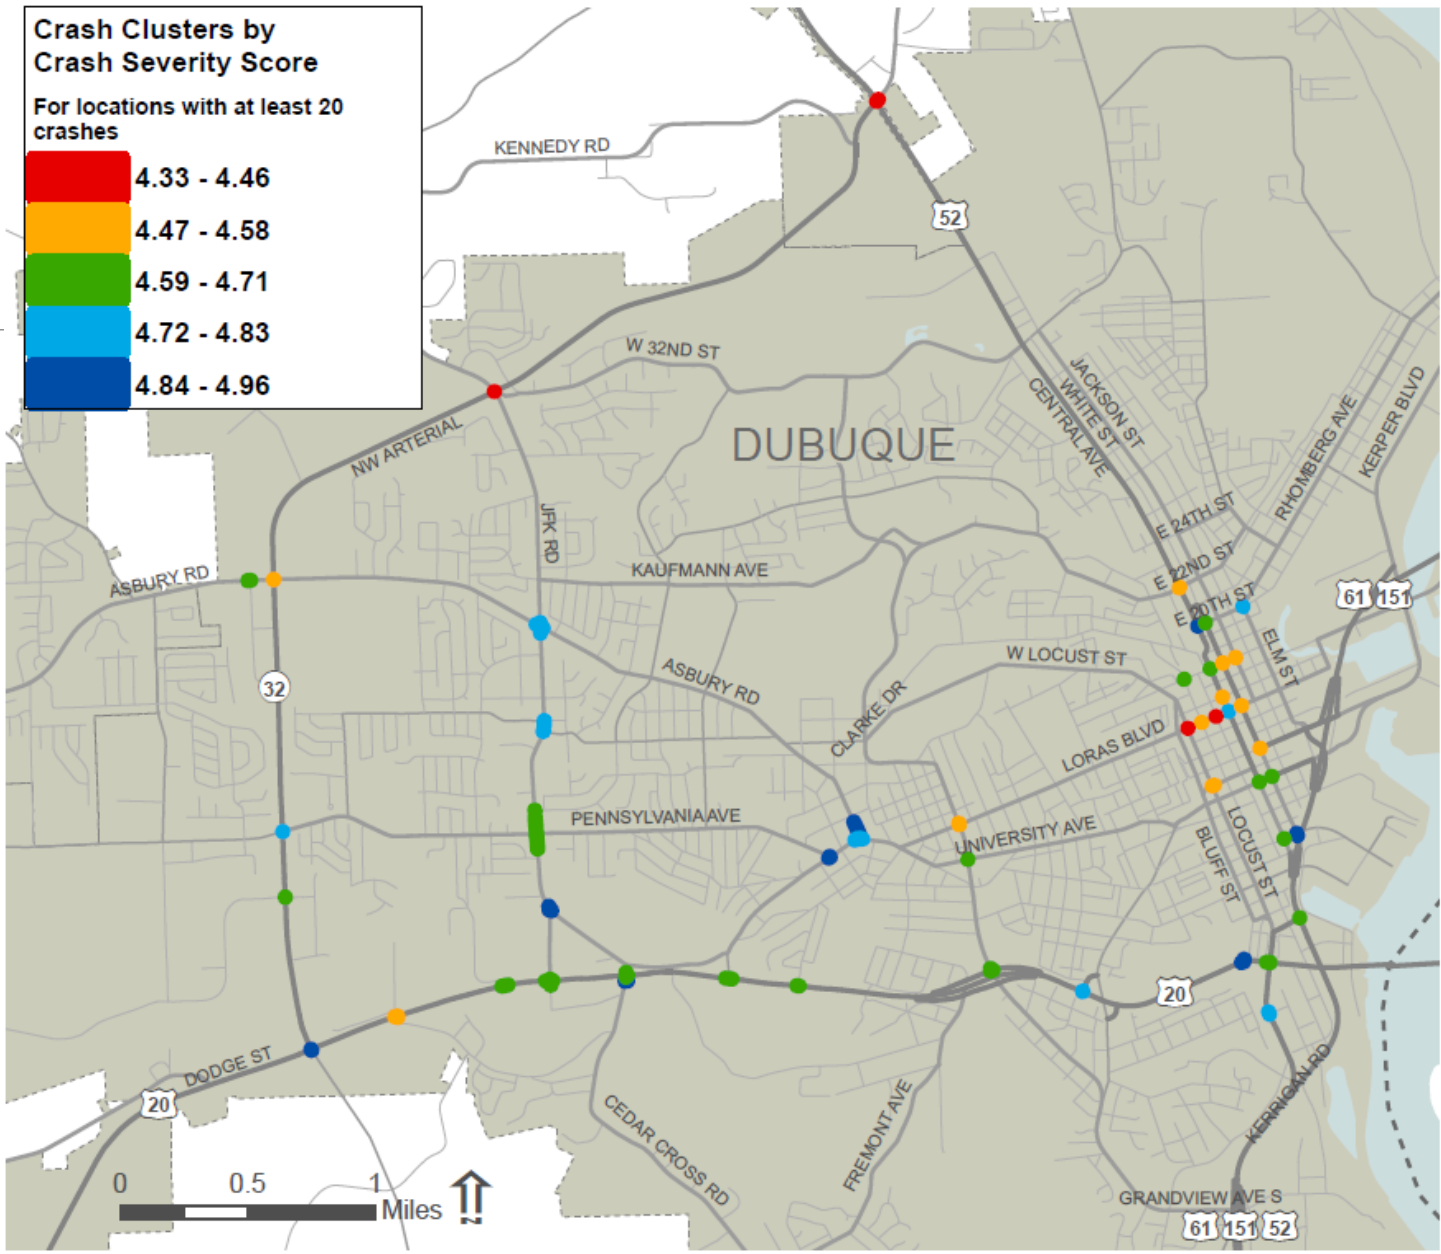 Crash Clusters by
Crash Severity Score
For locations with at least 20
crashes
4.33 - 4.46
4.47 - 4.58
4.59 - 4.71
4.72 - 4.83
4.84 - 4.96
KENNEDY RD
52
W 32ND ST
JACKSON ST
WHITE ST
CENTRAL AVE
DUBUQUE
NW ARTERIAL
RHOMBERG AVE
KERPER BLVD
JFK RD
E 24TH ST
E 22ND ST
E 20TH ST
ASBURY RD
KAUFMANN AVE
61 151
ELM ST
W LOCUST ST
32
ASBURY RD
CLARKE DR
LORAS BLVD
PENNSYLVANIA AVE
UNIVERSITY AVE
BLUFF ST
LOCUST ST
20
DODGE ST
20
KERRIGAN RD
CEDAR CROSS RD
FREMONT AVE
GRANDVIEW AVE S
61 151 52
0 0.5 1
Miles
N